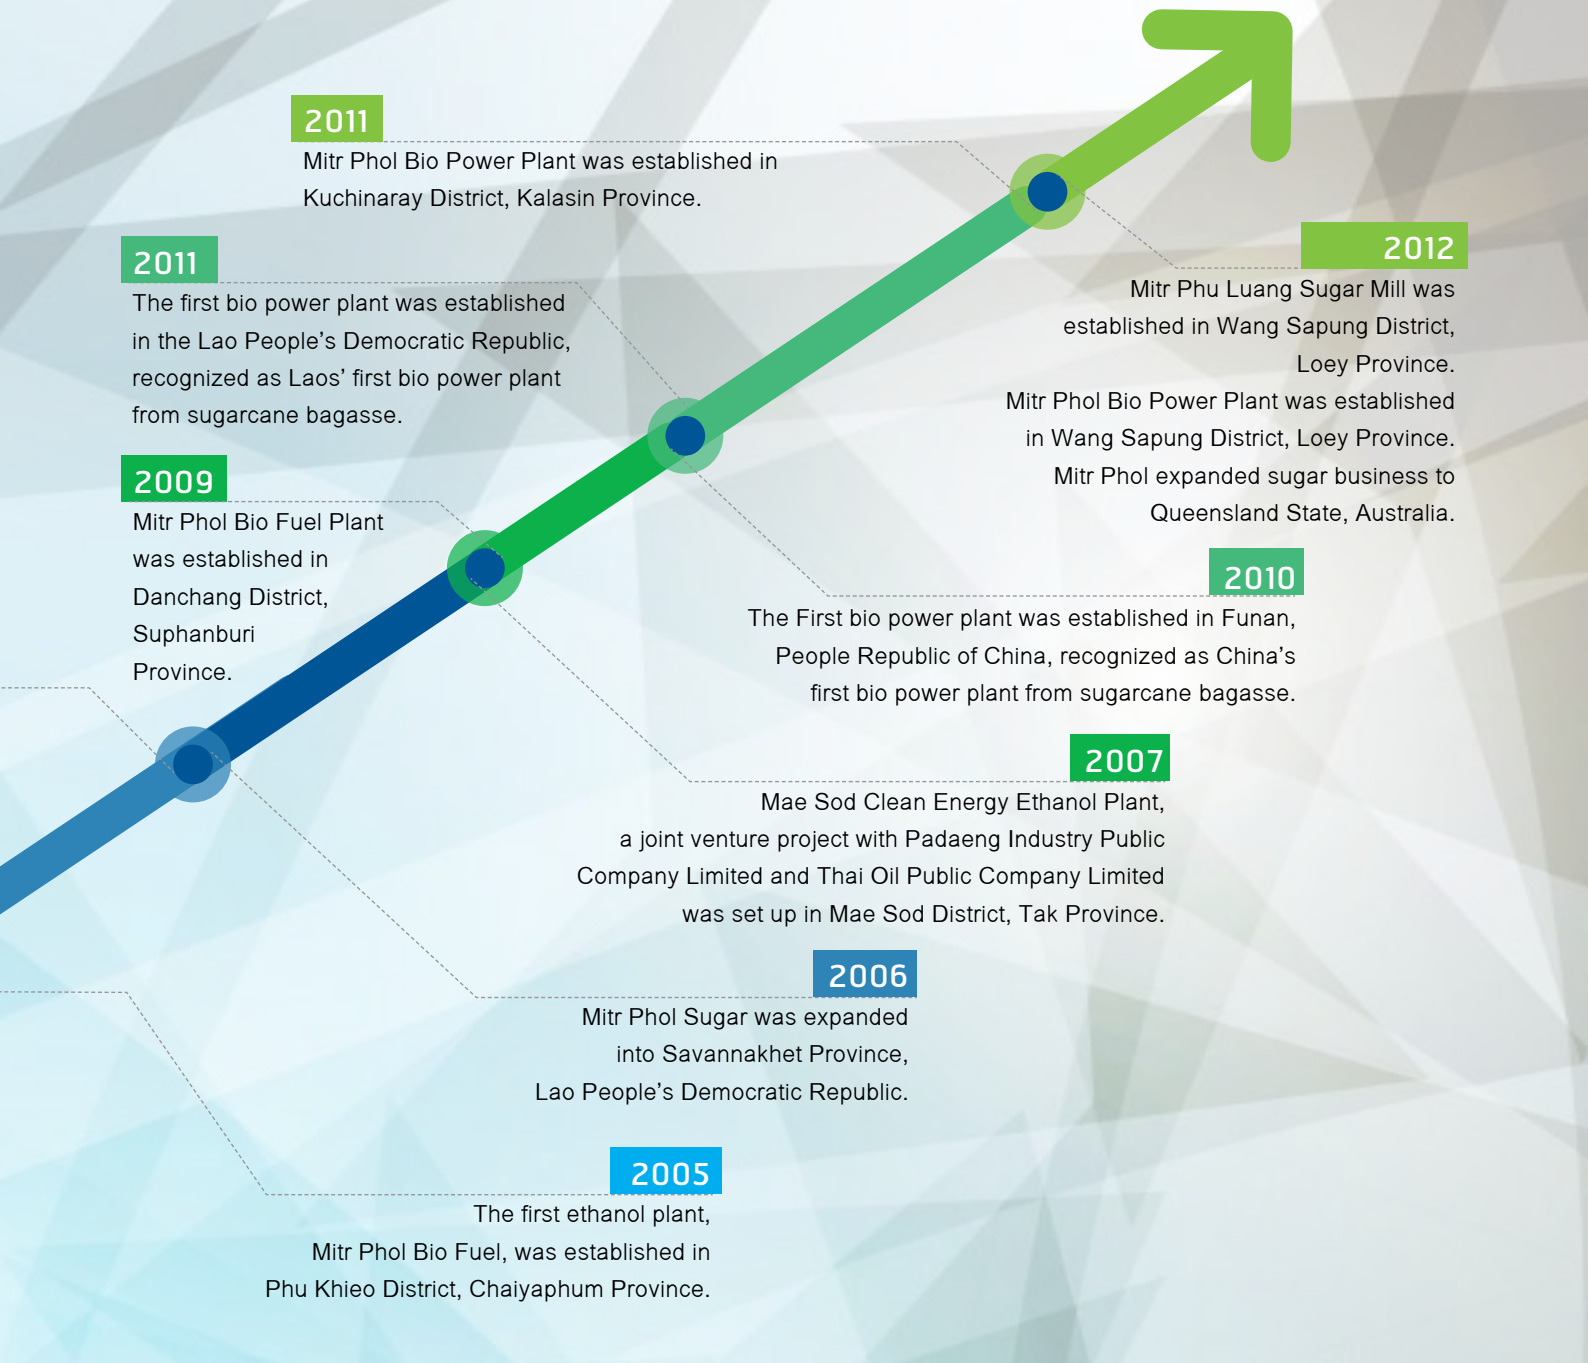 2011
Mitr Phol Bio Power Plant was established in
Kuchinaray District, Kalasin Province.
2011
The first bio power plant was established
in the Lao People’s Democratic Republic,
recognized as Laos’ first bio power plant
from sugarcane bagasse.
2009
Mitr Phol Bio Fuel Plant
was established in
Danchang District,
Suphanburi
Province.
2012
Mitr Phu Luang Sugar Mill was
established in Wang Sapung District,
Loey Province.
Mitr Phol Bio Power Plant was established
in Wang Sapung District, Loey Province.
Mitr Phol expanded sugar business to
Queensland State, Australia.
2010
The First bio power plant was established in Funan,
People Republic of China, recognized as China’s
first bio power plant from sugarcane bagasse.
2007
Mae Sod Clean Energy Ethanol Plant,
a joint venture project with Padaeng Industry Public
Company Limited and Thai Oil Public Company Limited
was set up in Mae Sod District, Tak Province.
2006
Mitr Phol Sugar was expanded
into Savannakhet Province,
Lao People’s Democratic Republic.
2005
The first ethanol plant,
Mitr Phol Bio Fuel, was established in
Phu Khieo District, Chaiyaphum Province.